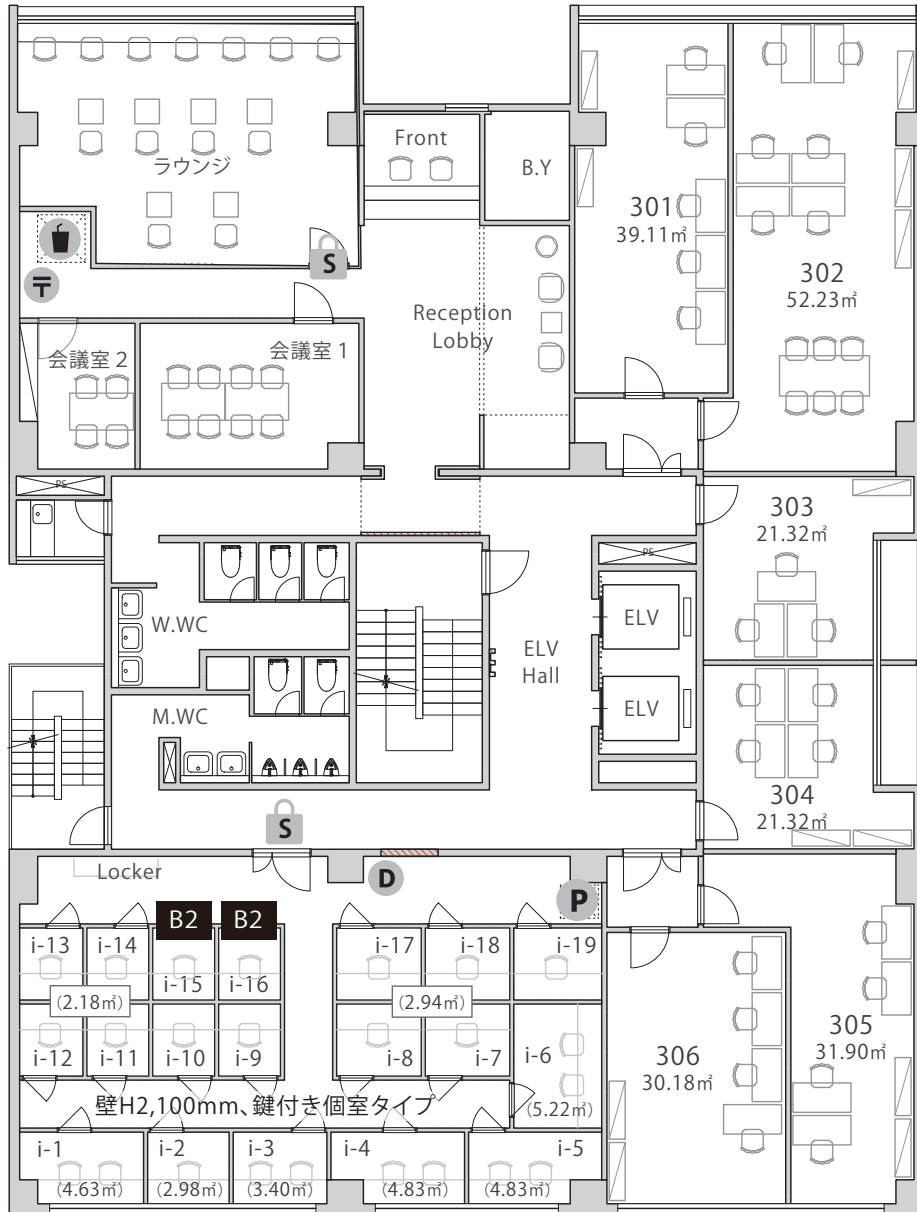 Front
B.Y
ラウンジ
S
〒
301
39.11㎡
302
52.23㎡
Reception
Lobby
会議室 2
会議室 1
PS
303
21.32㎡
PS
W.WC
ELV
ELV
Hall
ELV
M.WC
304
21.32㎡
S
Locker
D
P
B2
B2
i-13
i-14
i-15
i-16
i-17
i-18
i-19
(2.18㎡)
(2.94㎡)
i-12
i-11
i-10
i-9
i-8
i-7
i-6
(5.22㎡)
305
31.90㎡
306
30.18㎡
壁H2,100mm、鍵付き個室タイプ
i-1
i-2
i-3
i-4
i-5
(4.63㎡)
(2.98㎡)
(3.40㎡)
(4.83㎡)
(4.83㎡)